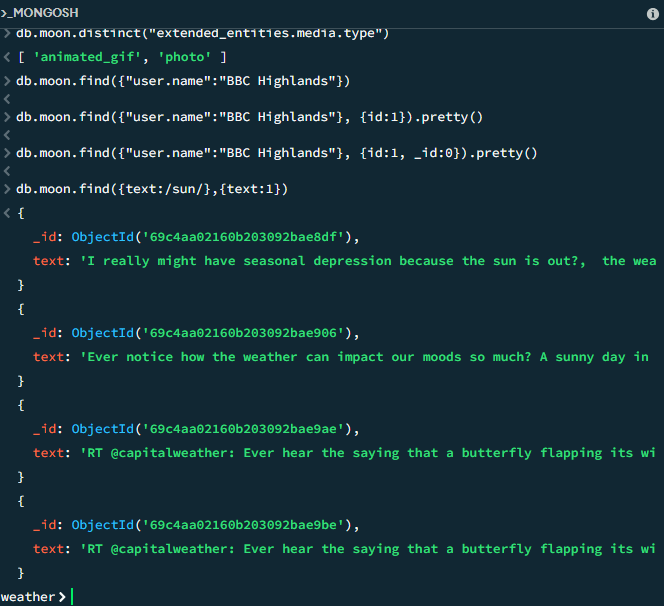 >_MONGOSH
> db.moon.distinct("extended_entities.media.type")
< [ 'animated_gif', 'photo' ]
> db.moon.find({"user.name":"BBC Highlands"})
<
> db.moon.find({"user.name":"BBC Highlands"}, {id:1}).pretty()
<
> db.moon.find({"user.name":"BBC Highlands"}, {id:1, _id:0}).pretty()
<
> db.moon.find({text:/sun/},{text:1})
< {
_id: ObjectId('69c4aa02160b203092bae8df'),
text: 'I really might have seasonal depression because the sun is out?,  the wea
}
{
_id: ObjectId('69c4aa02160b203092bae906'),
text: 'Ever notice how the weather can impact our moods so much? A sunny day in
}
{
_id: ObjectId('69c4aa02160b203092bae9ae'),
text: 'RT @capitalweather: Ever hear the saying that a butterfly flapping its wi
}
{
_id: ObjectId('69c4aa02160b203092bae9be'),
text: 'RT @capitalweather: Ever hear the saying that a butterfly flapping its wi
}
weather>